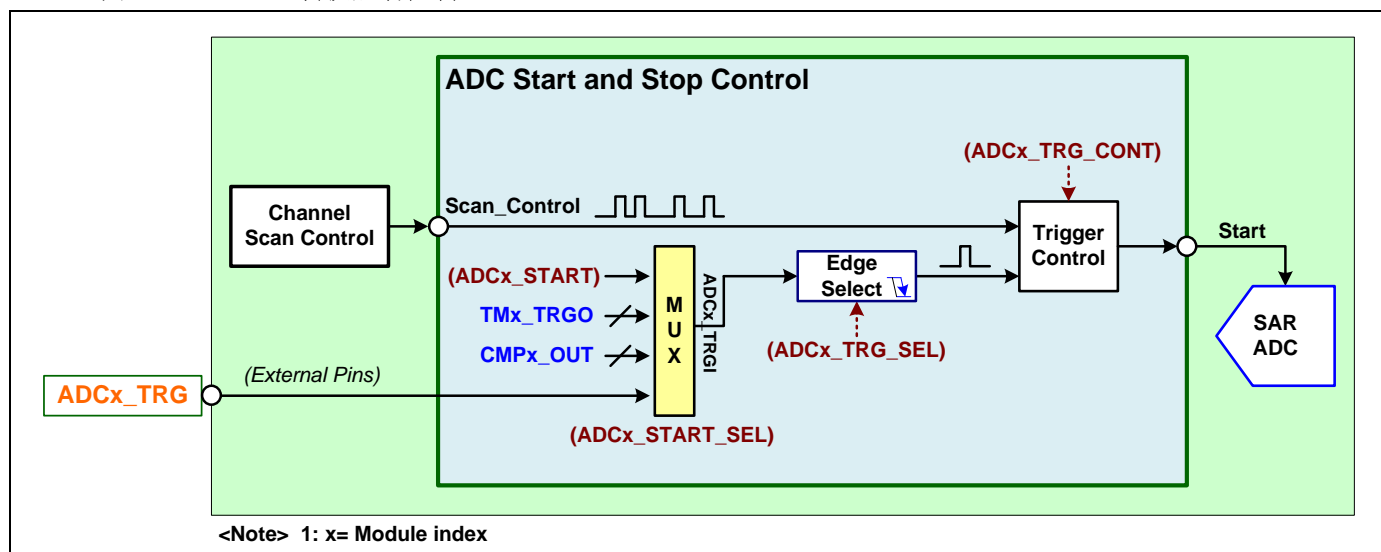 ADC Start and Stop Control
(ADCx_TRG_CONT)
Channel
Scan Control
Scan_Control
Trigger
Control
Start
(ADCx_START)
TMx_TRGO
CMPx_OUT
MUX
ADCx_TRGI
Edge
Select
(ADCx_TRG_SEL)
SAR
ADC
ADCx_TRG
(External Pins)
(ADCx_START_SEL)
<Note> 1: x= Module index